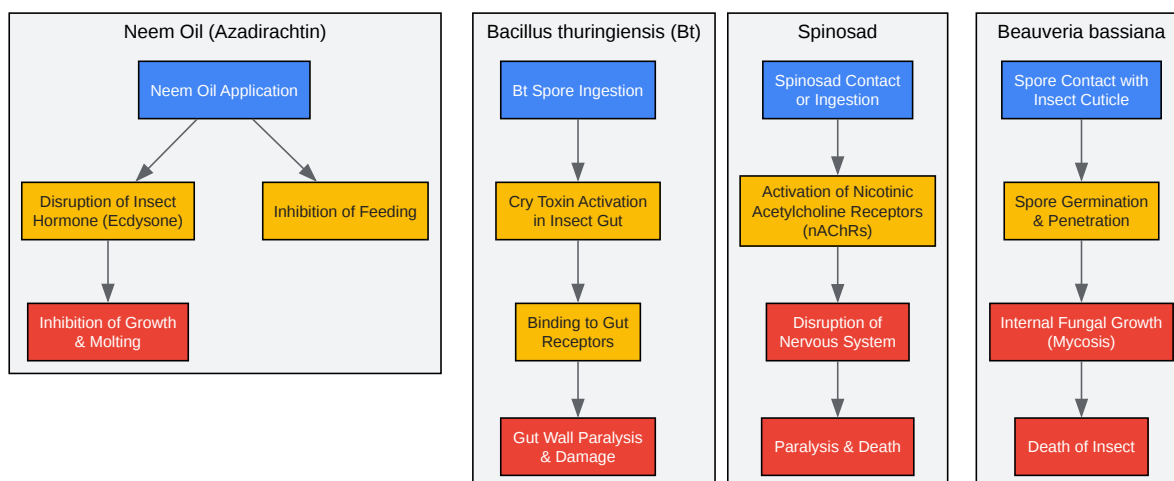 Neem Oil (Azadirachtin)
Neem Oil Application
Disruption of Insect
Hormone (Ecdysone)
Inhibition of Feeding
Inhibition of Growth
& Molting
Bacillus thuringiensis (Bt)
Bt Spore Ingestion
Cry Toxin Activation
in Insect Gut
Binding to Gut
Receptors
Gut Wall Paralysis
& Damage
Spinosad
Spinosad Contact
or Ingestion
Activation of Nicotinic
Acetylcholine Receptors
(nAChRs)
Disruption of
Nervous System
Paralysis & Death
Beauveria bassiana
Spore Contact with
Insect Cuticle
Spore Germination
& Penetration
Internal Fungal Growth
(Mycosis)
Death of Insect